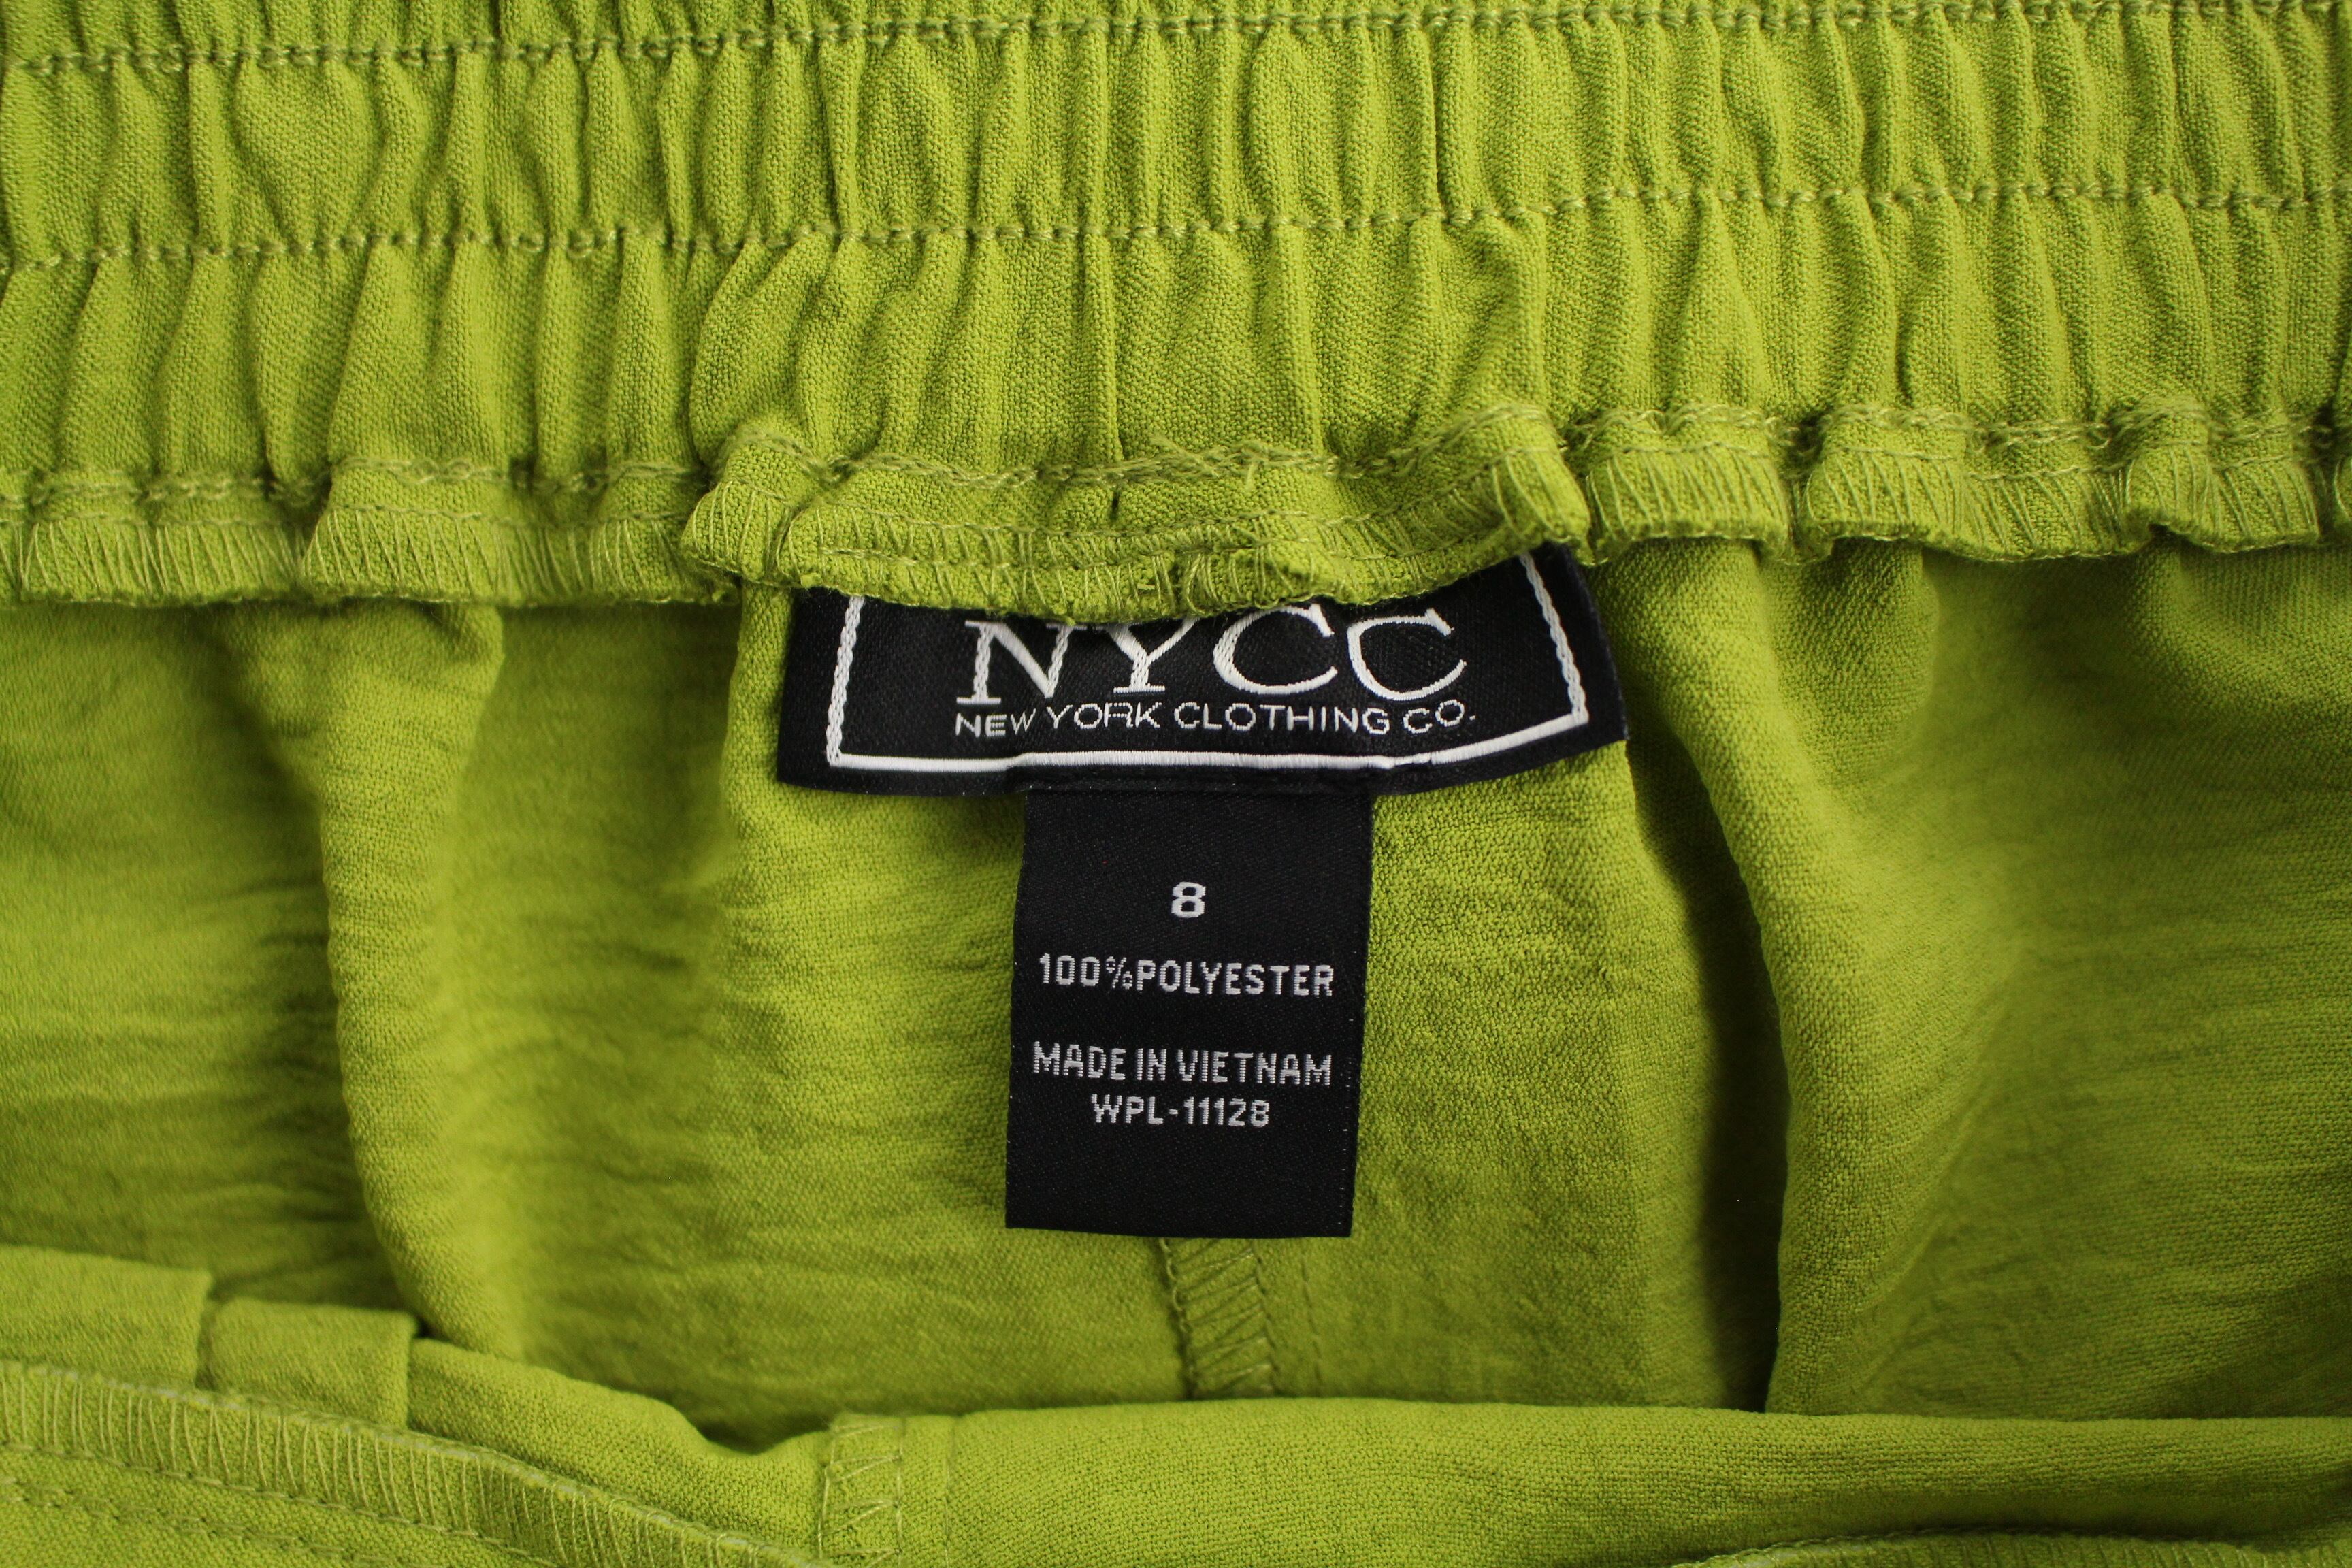 NYCC
NEW YORK CLOTHING CO.
8
100%POLYESTER
MADE IN VIETNAM
WPL-11128